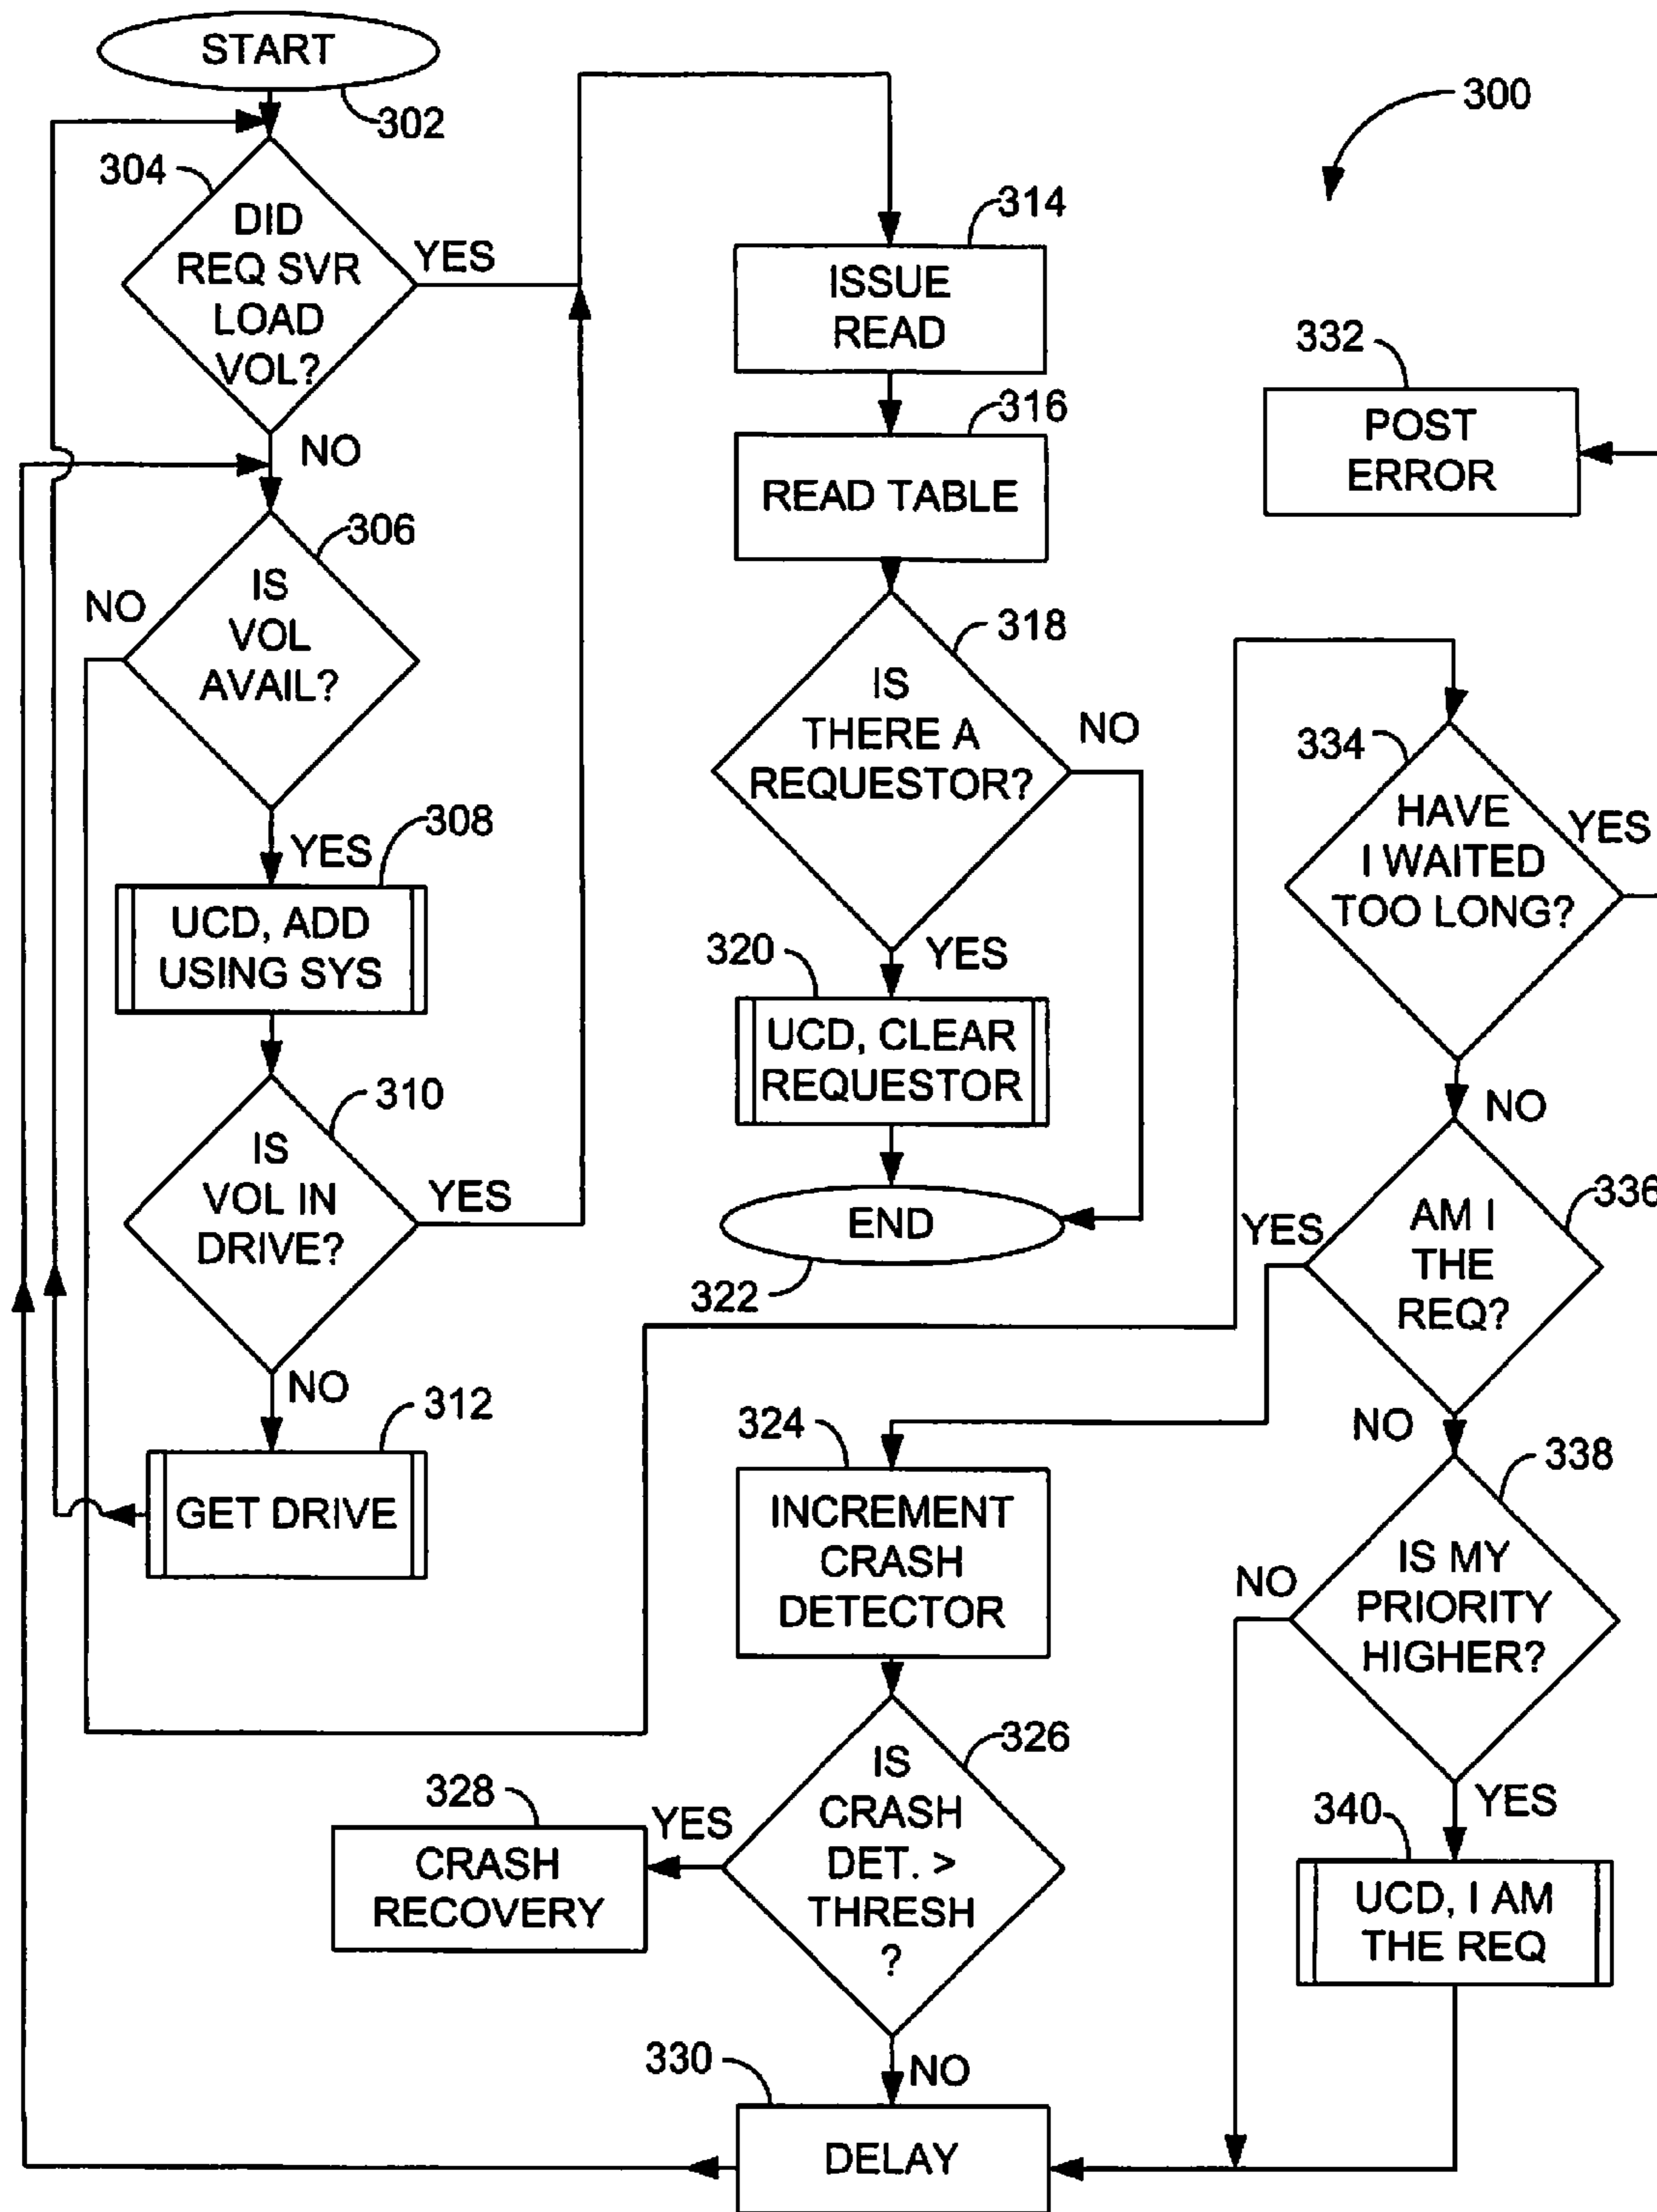 START
302
300
304
DID
REQ SVR
LOAD
VOL?
YES
NO
314
ISSUE
READ
316
READ TABLE
332
POST
ERROR
306
IS
VOL
AVAIL?
NO
YES
308
UCD, ADD
USING SYS
310
IS
VOL IN
DRIVE?
YES
NO
312
GET DRIVE
318
IS
THERE A
REQUESTOR?
NO
YES
320
UCD, CLEAR
REQUESTOR
END
322
334
HAVE
I WAITED
TOO LONG?
YES
NO
336
AM I
THE
REQ?
YES
NO
324
INCREMENT
CRASH
DETECTOR
326
IS
CRASH
DET. >
THRESH
?
YES
328
CRASH
RECOVERY
NO
338
IS MY
PRIORITY
HIGHER?
NO
YES
340
UCD, I AM
THE REQ
330
DELAY